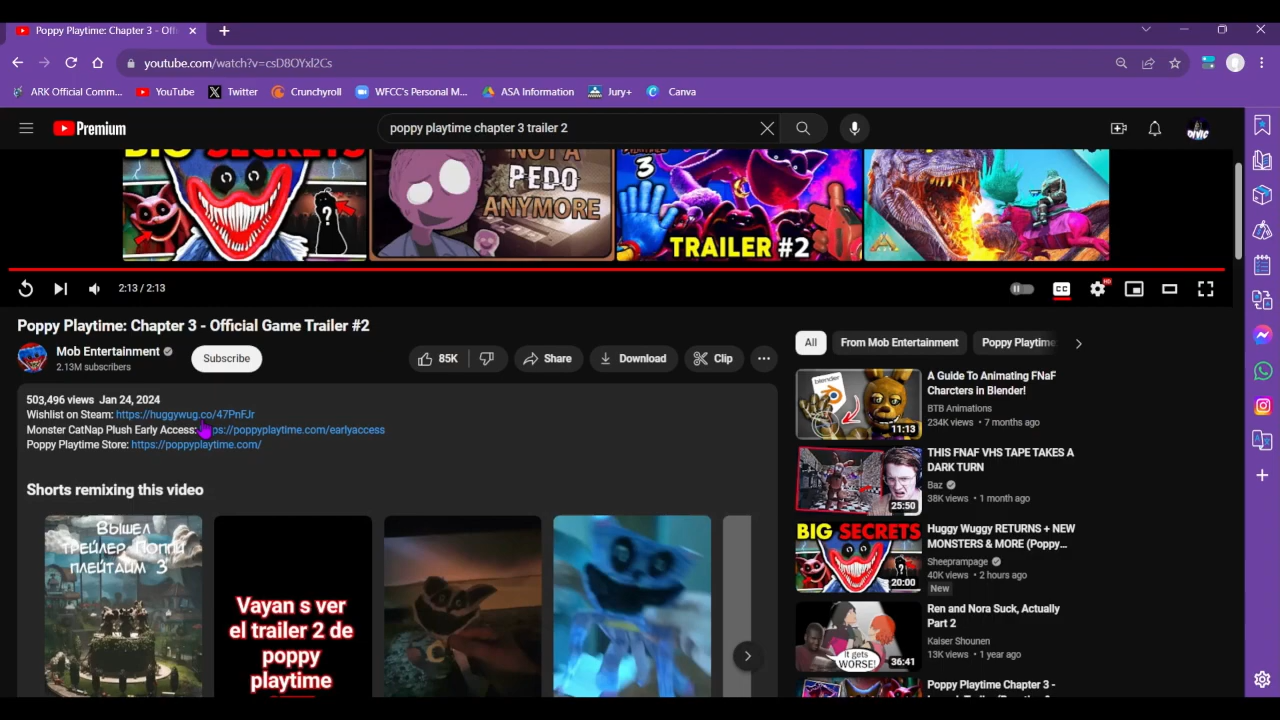 Poppy Playtime: Chapter 3 - Offi
youtube.com/watch?v=csD8OYxl2Cs
ARK Official Comm...
YouTube
Twitter
Crunchyroll
WFCC's Personal M...
ASA Information
Jury+
Canva
Premium
poppy playtime chapter 3 trailer 2
BIG SECRETS
?
NOT A
PEDO
ANYMORE
3
TRAILER #2
2:13 / 2:13
CC
HD
Poppy Playtime: Chapter 3 - Official Game Trailer #2
Mob Entertainment
2.13M subscribers
Subscribe
85K
Share
Download
Clip
503,496 views Jan 24, 2024
Wishlist on Steam: https://huggywug.co/47PnFJr
Monster CatNap Plush Early Access: ps://poppyplaytime.com/earlyaccess
Poppy Playtime Store: https://poppyplaytime.com/
Shorts remixing this video
ВЫШЕЛ
ТРЕЙЛЕР ПОППИ
ПЛЕЙТАЙМ 3
Vayan s ver
el trailer 2 de
poppy
playtime
All
From Mob Entertainment
Poppy Playtime
blender
11:13
A Guide To Animating FNaF
Charcters in Blender!
BTB Animations
234K views • 7 months ago
25:50
THIS FNAF VHS TAPE TAKES A
DARK TURN
Baz
38K views • 1 month ago
BIG SECRETS
?
20:00
Huggy Wuggy RETURNS + NEW
MONSTERS & MORE (Poppy...
Sheeprampage
40K views • 2 hours ago
New
it gets
WORSE!
36:41
Ren and Nora Suck, Actually
Part 2
Kaiser Shounen
13K views • 1 year ago
Poppy Playtime Chapter 3 -